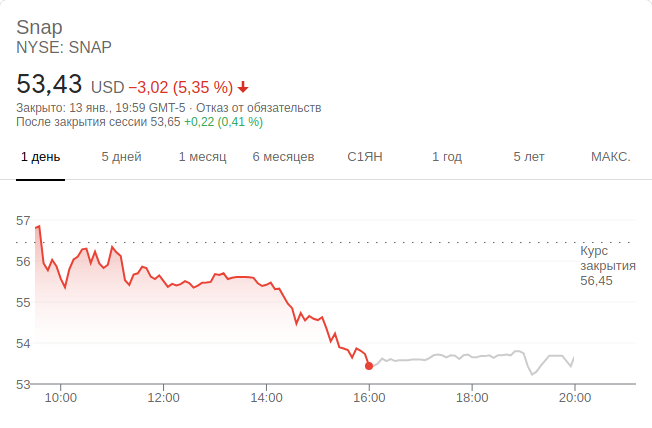 Snap
NYSE: SNAP
53,43 USD −3,02 (5,35 %)
Закрыто: 13 янв., 19:59 GMT-5 · Отказ от обязательств
После закрытия сессии 53,65 +0,22 (0,41 %)
1 день 5 дней 1 месяц 6 месяцев С1ЯН 1 год 5 лет МАКС.
57
56
55
54
53
Курс
закрытия
56,45
10:00 12:00 14:00 16:00 18:00 20:00